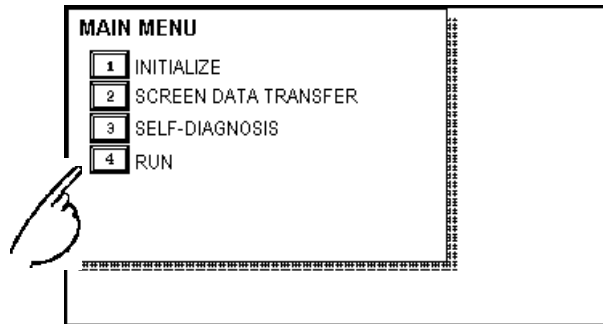 MAIN MENU
1 INITIALIZE
2 SCREEN DATA TRANSFER
3 SELF-DIAGNOSIS
4 RUN